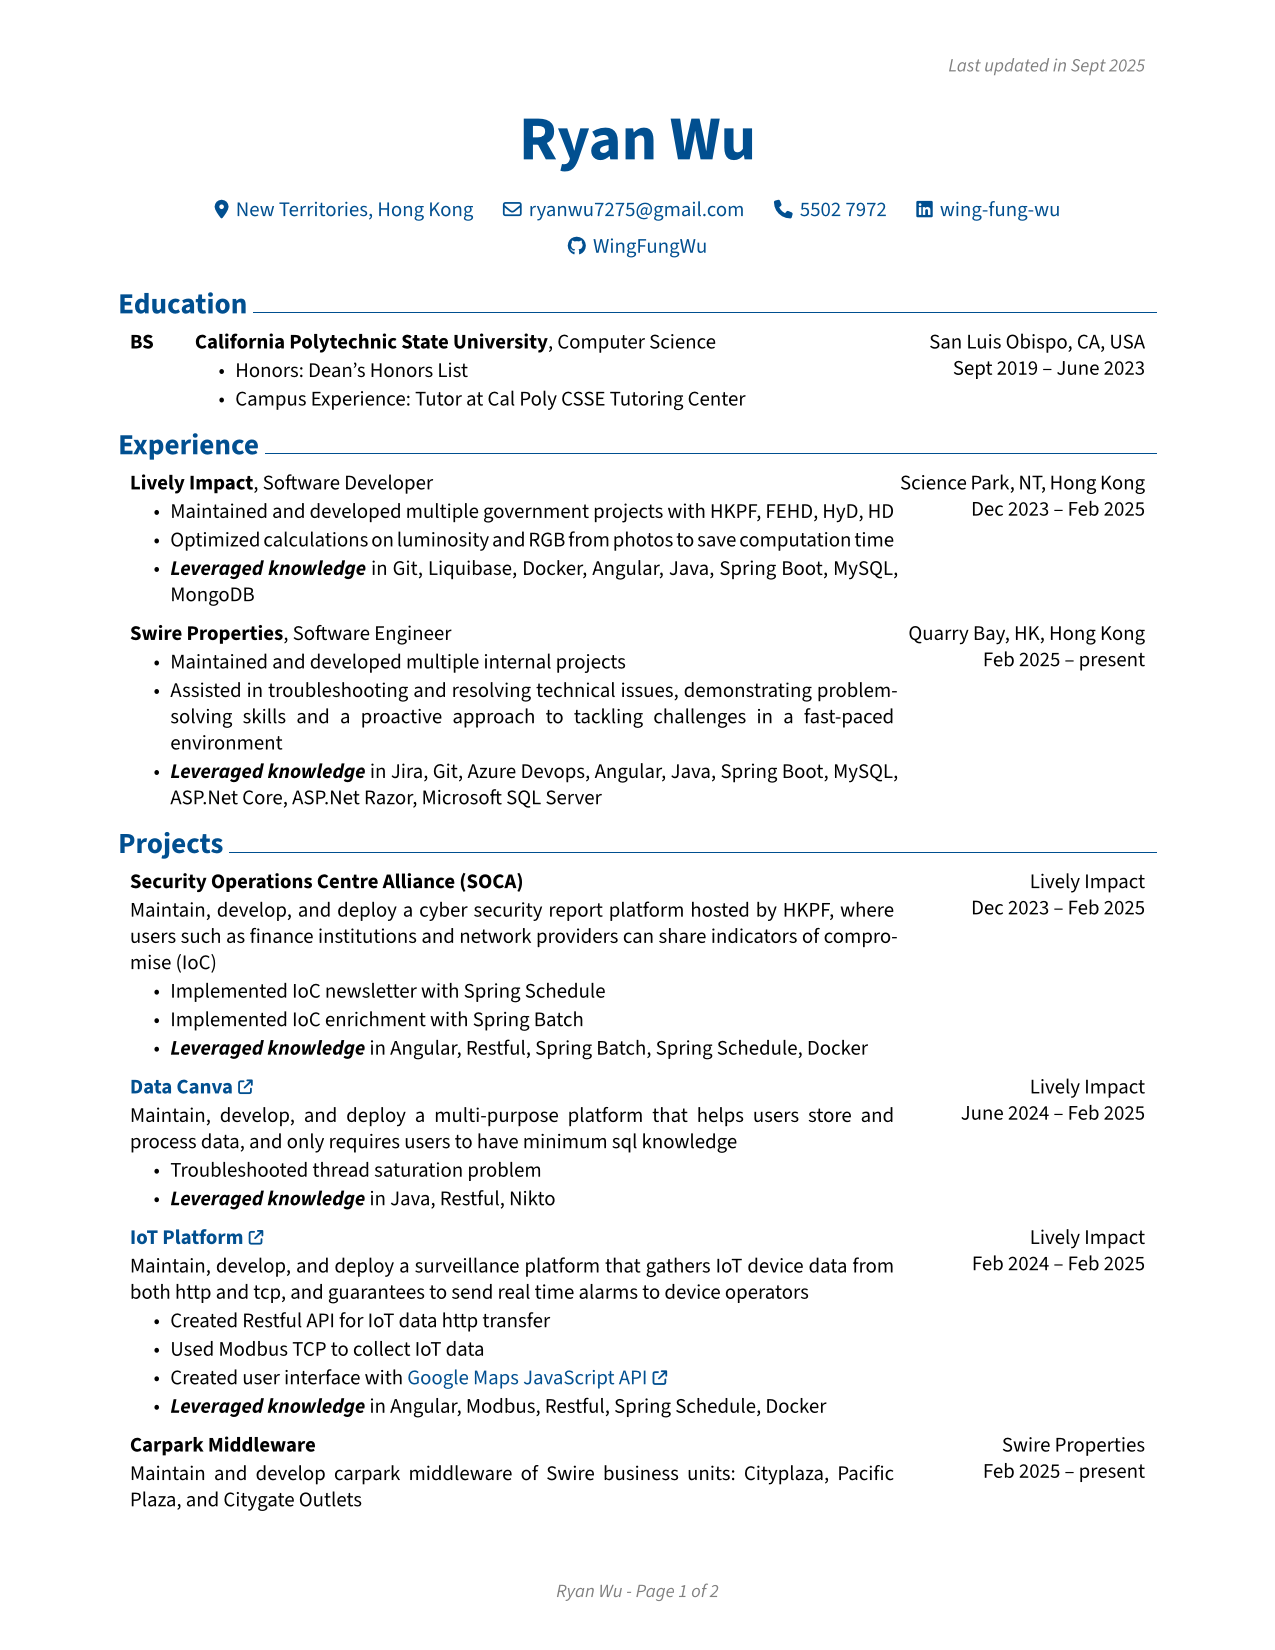 Last updated in Sept 2025
Ryan Wu
New Territories, Hong Kong ryanwu7275@gmail.com 5502 7972 wing-fung-wu
WingFungWu
Education
BS California Polytechnic State University, Computer Science San Luis Obispo, CA, USA
Sept 2019 – June 2023
• Honors: Dean’s Honors List
• Campus Experience: Tutor at Cal Poly CSSE Tutoring Center
Experience
Lively Impact, Software Developer Science Park, NT, Hong Kong
Dec 2023 – Feb 2025
• Maintained and developed multiple government projects with HKPF, FEHD, HyD, HD
• Optimized calculations on luminosity and RGB from photos to save computation time
• Leveraged knowledge in Git, Liquibase, Docker, Angular, Java, Spring Boot, MySQL,
MongoDB
Swire Properties, Software Engineer Quarry Bay, HK, Hong Kong
Feb 2025 – present
• Maintained and developed multiple internal projects
• Assisted in troubleshooting and resolving technical issues, demonstrating problem-
solving skills and a proactive approach to tackling challenges in a fast-paced
environment
• Leveraged knowledge in Jira, Git, Azure Devops, Angular, Java, Spring Boot, MySQL,
ASP.Net Core, ASP.Net Razor, Microsoft SQL Server
Projects
Security Operations Centre Alliance (SOCA) Lively Impact
Dec 2023 – Feb 2025
Maintain, develop, and deploy a cyber security report platform hosted by HKPF, where
users such as finance institutions and network providers can share indicators of compro-
mise (IoC)
• Implemented IoC newsletter with Spring Schedule
• Implemented IoC enrichment with Spring Batch
• Leveraged knowledge in Angular, Restful, Spring Batch, Spring Schedule, Docker
Data Canva Lively Impact
June 2024 – Feb 2025
Maintain, develop, and deploy a multi-purpose platform that helps users store and
process data, and only requires users to have minimum sql knowledge
• Troubleshooted thread saturation problem
• Leveraged knowledge in Java, Restful, Nikto
IoT Platform Lively Impact
Feb 2024 – Feb 2025
Maintain, develop, and deploy a surveillance platform that gathers IoT device data from
both http and tcp, and guarantees to send real time alarms to device operators
• Created Restful API for IoT data http transfer
• Used Modbus TCP to collect IoT data
• Created user interface with Google Maps JavaScript API
• Leveraged knowledge in Angular, Modbus, Restful, Spring Schedule, Docker
Carpark Middleware Swire Properties
Feb 2025 – present
Maintain and develop carpark middleware of Swire business units: Cityplaza, Pacific
Plaza, and Citygate Outlets
Ryan Wu - Page 1 of 2